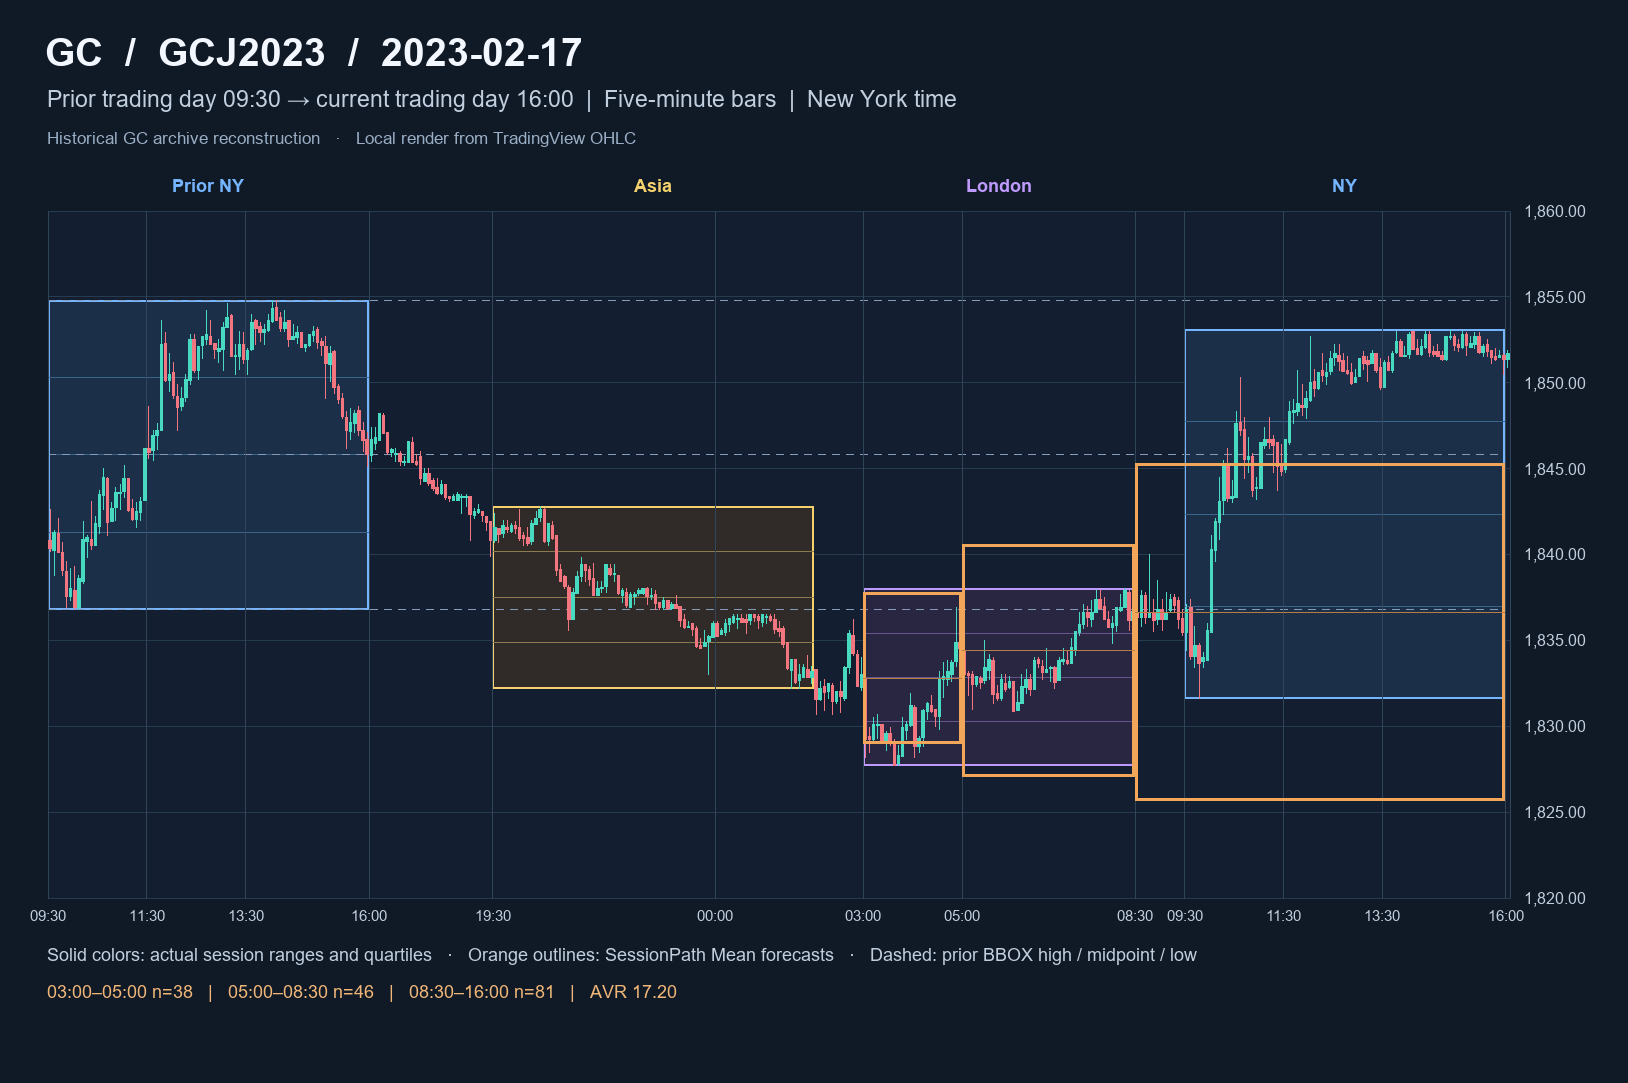 GC / GCJ2023 / 2023-02-17
Prior trading day 09:30 → current trading day 16:00 | Five-minute bars | New York time
Historical GC archive reconstruction · Local render from TradingView OHLC
Prior NY Asia London NY
1,860.00
1,855.00
1,850.00
1,845.00
1,840.00
1,835.00
1,830.00
1,825.00
1,820.00
09:30 11:30 13:30 16:00 19:30 00:00 03:00 05:00 08:30 09:30 11:30 13:30 16:00
Solid colors: actual session ranges and quartiles · Orange outlines: SessionPath Mean forecasts · Dashed: prior BBOX high / midpoint / low
03:00–05:00 n=38 | 05:00–08:30 n=46 | 08:30–16:00 n=81 | AVR 17.20